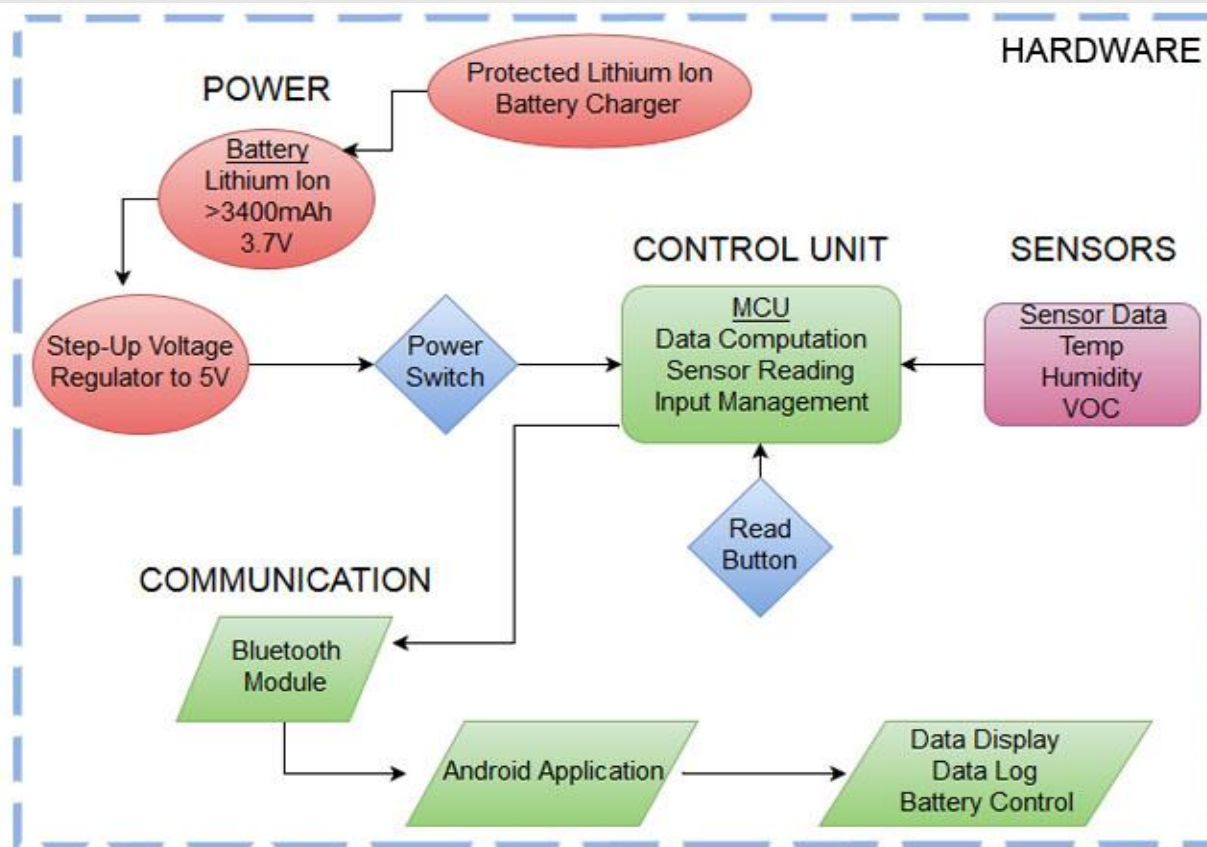 HARDWARE
Protected Lithium Ion
Battery Charger
POWER
Battery
Lithium Ion
>3400mAh
3.7V
CONTROL UNIT
SENSORS
Step-Up Voltage
Regulator to 5V
Power
Switch
MCU
Data Computation
Sensor Reading
Input Management
Sensor Data
Temp
Humidity
VOC
Read
Button
COMMUNICATION
Bluetooth
Module
Android Application
Data Display
Data Log
Battery Control